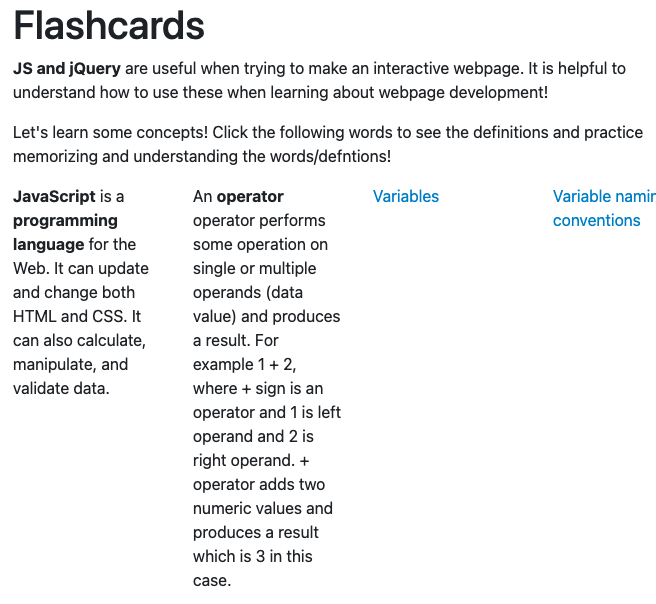 Flashcards
JS and jQuery are useful when trying to make an interactive webpage. It is helpful to
understand how to use these when learning about webpage development!
Let's learn some concepts! Click the following words to see the definitions and practice
memorizing and understanding the words/defntions!
JavaScript is a
programming
language for the
Web. It can update
and change both
HTML and CSS. It
can also calculate,
manipulate, and
validate data.
An operator
operator performs
some operation on
single or multiple
operands (data
value) and produces
a result. For
example 1 + 2,
where + sign is an
operator and 1 is left
operand and 2 is
right operand. +
operator adds two
numeric values and
produces a result
which is 3 in this
case.
Variables
Variable namin
conventions